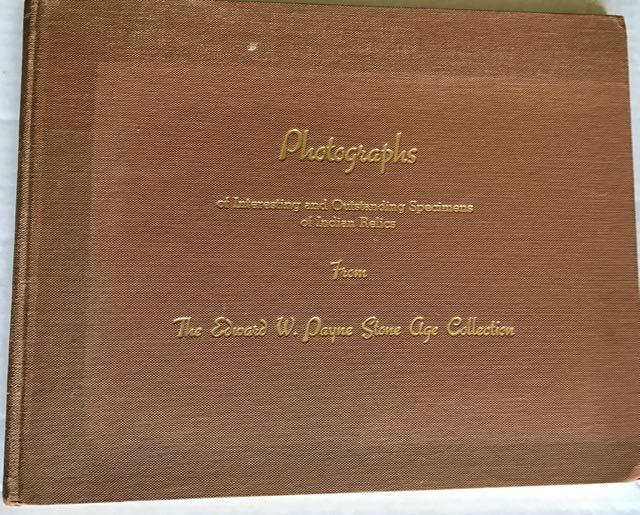 Photographs
of Interesting and Outstanding Specimens
of Indian Relics
From
The Edward W. Payne Stone Age Collection